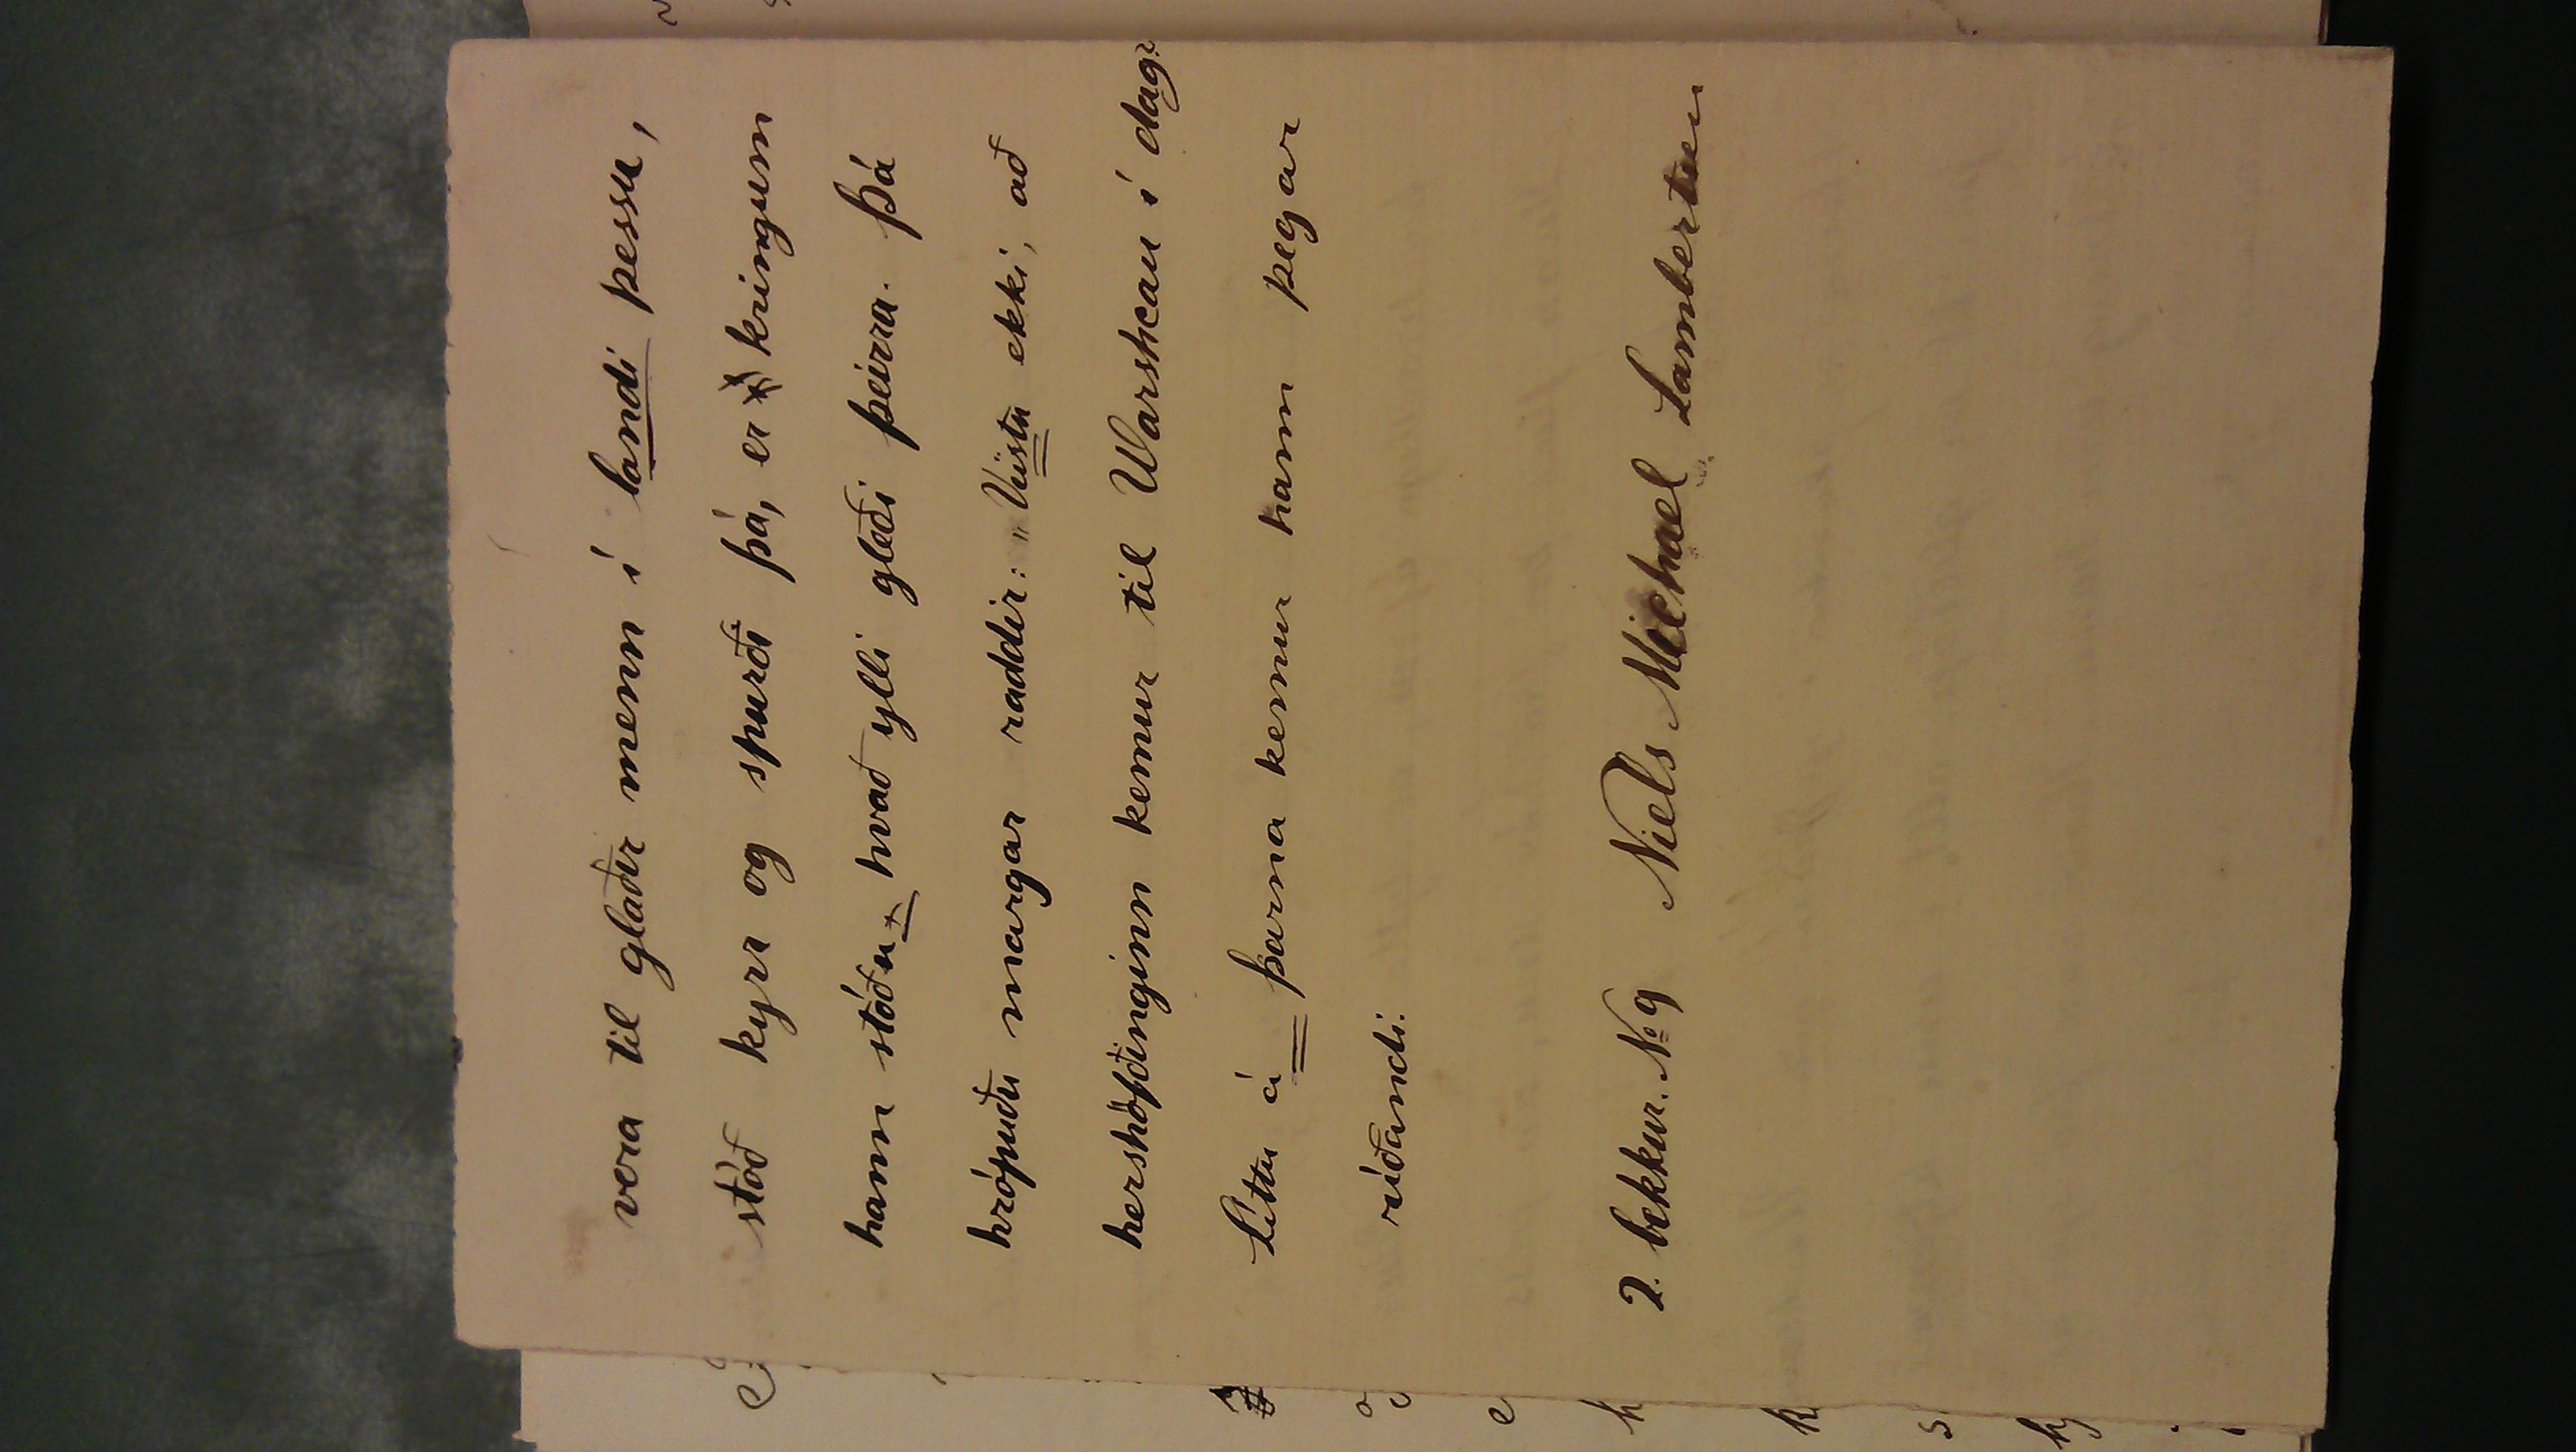 vera til glaðir menn í landi þessu,
stóð kyrr og spurði þá, er kringum
hann stóðu hvað ylli gleði þeirra. Þá
hrópuðu margar raddir: „Veistu ekki, að
hershöfðinginn kemur til Warshcau í dag?
Líttu á þarna kemur hann þegar
ríðandi.
2. bekkur. № 9 Niels Michael Lambertsen